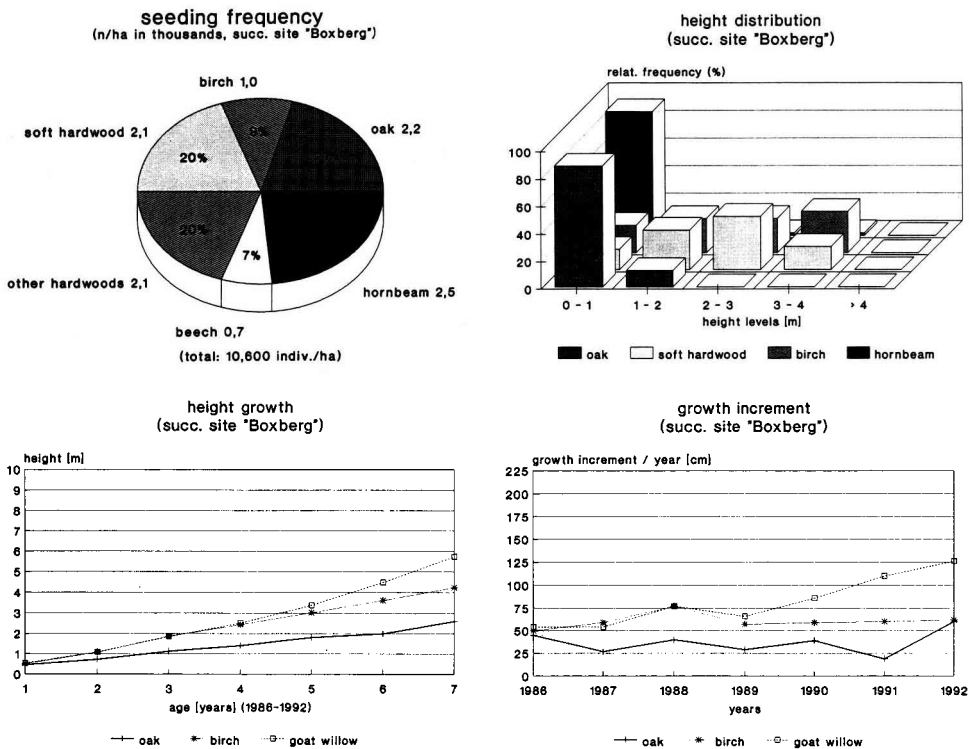 seeding frequency
(n/ha in thousands, succ. site "Boxberg")
birch 1,0
soft hardwood 2,1
oak 2,2
9%
20%
20%
7%
other hardwoods 2,1
hornbeam 2,5
beech 0,7
(total: 10,600 indiv./ha)
height distribution
(succ. site "Boxberg")
relat. frequency (%)
100
80
60
40
20
0
0 - 1
1 - 2
2 - 3
3 - 4
> 4
height levels [m]
oak
soft hardwood
birch
hornbeam
height growth
(succ. site "Boxberg")
height [m]
10
9
8
7
6
5
4
3
2
1
0
1
2
3
4
5
6
7
age [years] (1986-1992)
oak
birch
goat willow
growth increment
(succ. site "Boxberg")
growth increment / year [cm]
225
200
175
150
125
100
75
50
25
0
1986
1987
1988
1989
1990
1991
1992
years
oak
birch
goat willow